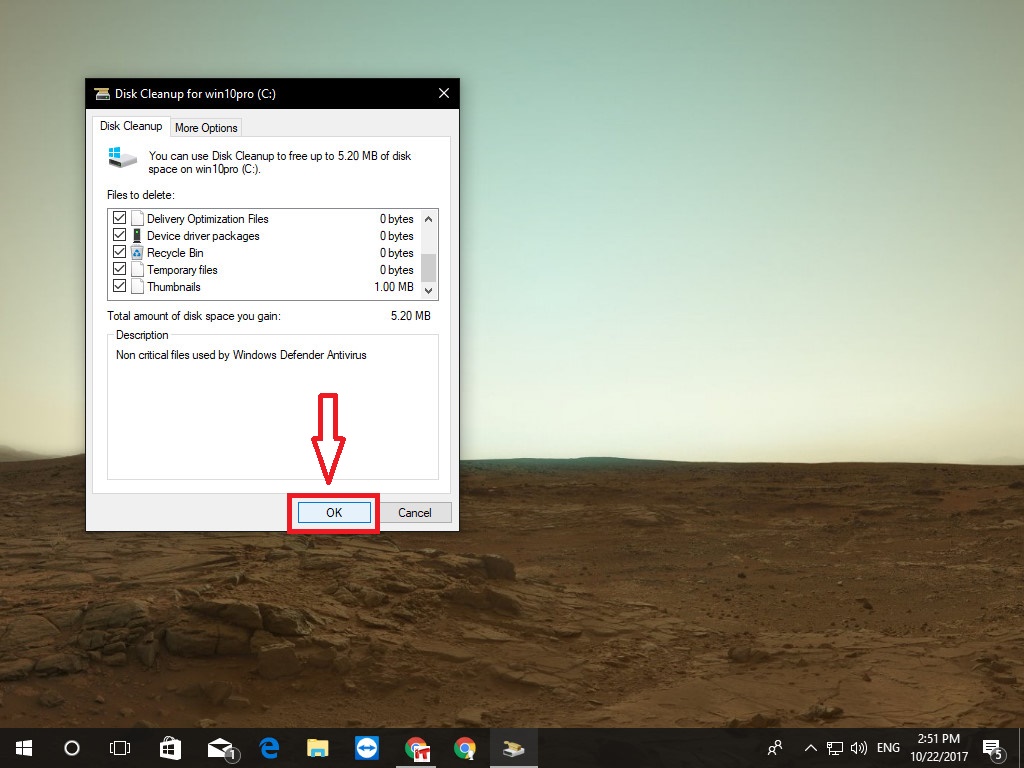 Disk Cleanup for win10pro (C:)
Disk Cleanup
More Options
You can use Disk Cleanup to free up to 5.20 MB of disk
space on win10pro (C:).
Files to delete:
Delivery Optimization Files 0 bytes
Device driver packages 0 bytes
Recycle Bin 0 bytes
Temporary files 0 bytes
Thumbnails 1.00 MB
Total amount of disk space you gain: 5.20 MB
Description
Non critical files used by Windows Defender Antivirus
OK
Cancel
1
IT
ENG
2:51 PM
10/22/2017
5